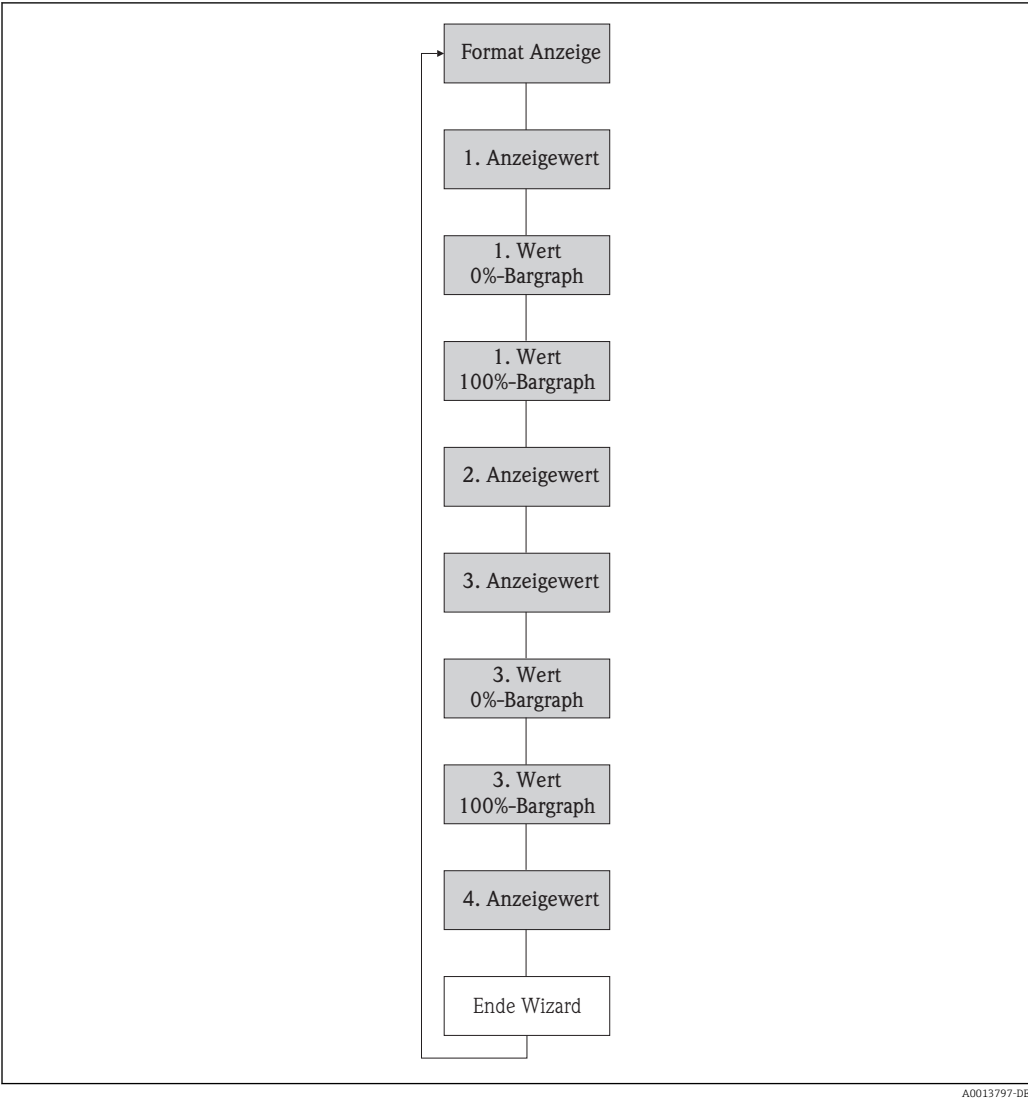 Format Anzeige
1. Anzeigewert
1. Wert
0%-Bargraph
1. Wert
100%-Bargraph
2. Anzeigewert
3. Anzeigewert
3. Wert
0%-Bargraph
3. Wert
100%-Bargraph
4. Anzeigewert
Ende Wizard
A0013797-DE